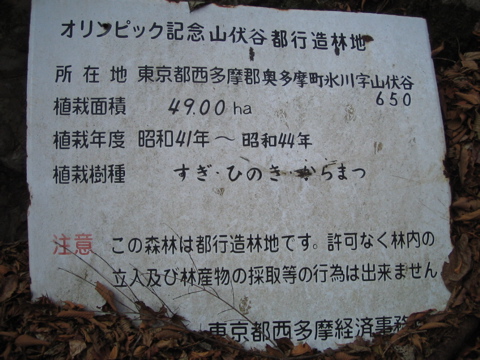 オリンピック記念山伏谷都行造林地
所在地 東京都西多摩郡奥多摩町氷川字山伏谷
650
植栽面積 49.00 ha
植栽年度 昭和41年～昭和44年
植栽樹種 すぎ・ひのき・からまつ
注意 この森林は都行造林地です。許可なく林内の
立入及び林産物の採取等の行為は出来ません
東京都西多摩経済事務